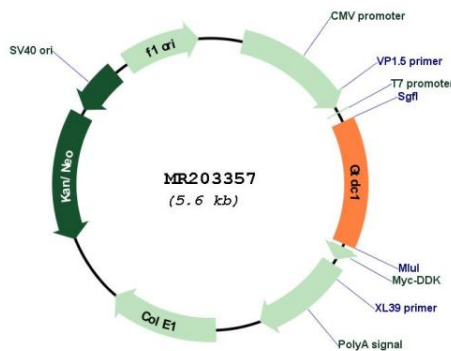 CMV promoter
SV40 ori
f1 ori
VP1.5 primer
T7 promoter
SgfI
Kan/Neo
MR203357
(5.6 kb)
Gtdc1
MluI
Myc-DDK
XL39 primer
Col E1
PolyA signal